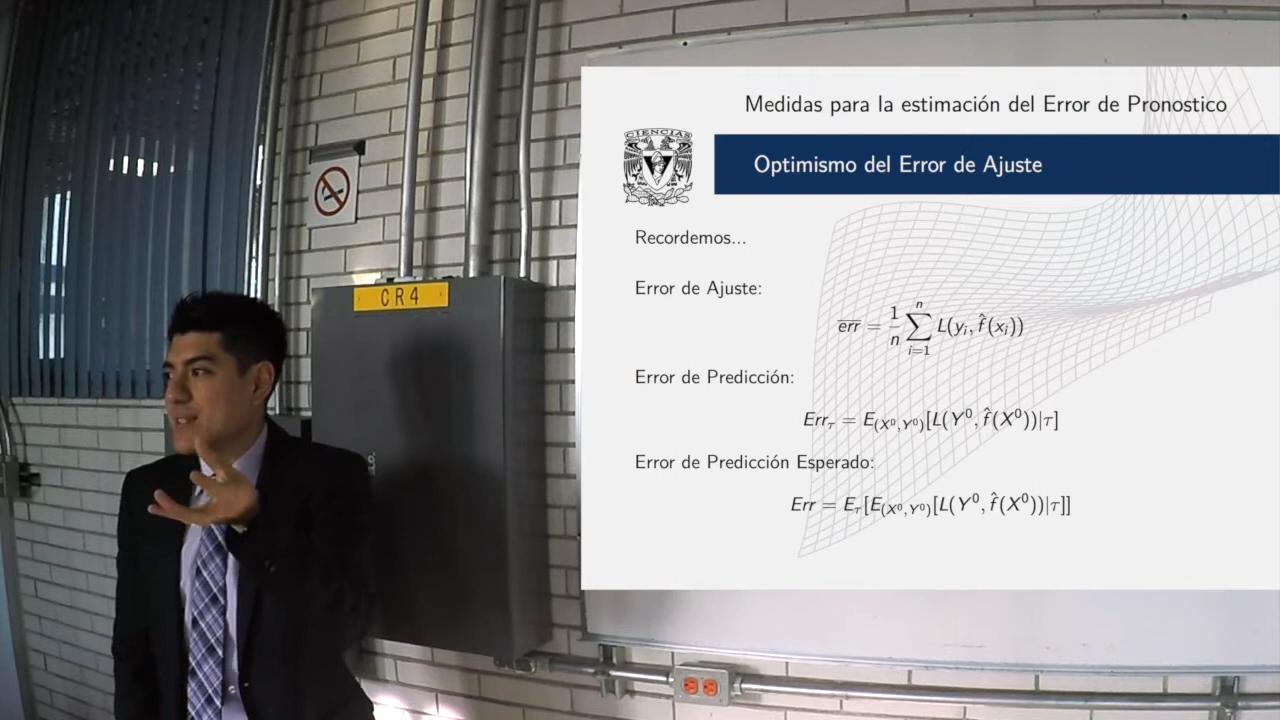 CR4
Medidas para la estimación del Error de Pronostico
CIENCIAS
Optimismo del Error de Ajuste
Recordemos...
Error de Ajuste:
$\overline{err} = \frac{1}{n} \sum_{i=1}^{n} L(y_i, \hat{f}(x_i))$
Error de Predicción:
$Err_\tau = E_{(X^0,Y^0)}[L(Y^0, \hat{f}(X^0))|\tau]$
Error de Predicción Esperado:
$Err = E_\tau[E_{(X^0,Y^0)}[L(Y^0, \hat{f}(X^0))|\tau]]$